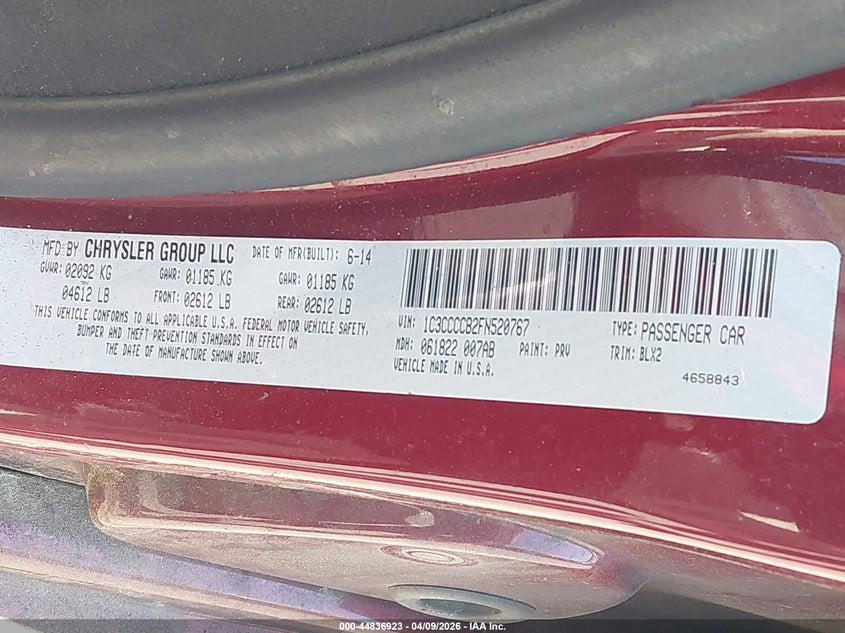 MFD BY CHRYSLER GROUP LLC DATE OF MFR(BUILT): 6-14
GVWR: 02092 KG GAWR: 01185 KG GAWR: 01185 KG
04612 LB FRONT: 02612 LB REAR: 02612 LB
THIS VEHICLE CONFORMS TO ALL APPLICABLE U.S.A. FEDERAL MOTOR VEHICLE SAFETY,
BUMPER AND THEFT PREVENTION STANDARDS IN EFFECT ON
THE DATE OF MANUFACTURE SHOWN ABOVE.
VIN: 1C3CCCCB2FN520767 TYPE: PASSENGER CAR
MDH: 061822 007AB PAINT: PRV TRIM: BLX2
VEHICLE MADE IN U.S.A. 4658843
000-44836923 - 04/09/2026 - IAA Inc.